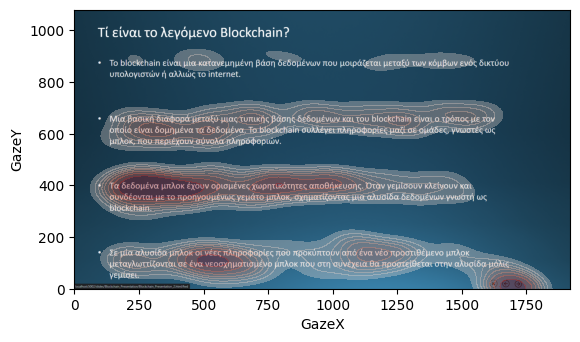 Τί είναι το λεγόμενο Blockchain?
• Το blockchain είναι μια κατανεμημένη βάση δεδομένων που μοιράζεται μεταξύ των κόμβων ενός δικτύου
υπολογιστών ή αλλιώς το internet.
• Μια βασική διαφορά μεταξύ μιας τυπικής βάσης δεδομένων και του blockchain είναι ο τρόπος με τον
οποίο είναι δομημένα τα δεδομένα. Το blockchain συλλέγει πληροφορίες μαζί σε ομάδες, γνωστές ως
μπλοκ, που περιέχουν σύνολα πληροφοριών.
• Τα δεδομένα μπλοκ έχουν ορισμένες χωρητικότητες αποθήκευσης. Όταν γεμίσουν κλείνουν και
συνδέονται με το προηγουμένως γεμάτο μπλοκ, σχηματίζοντας μια αλυσίδα δεδομένων γνωστή ως
blockchain.
• Σε μία αλυσίδα μπλοκ οι νέες πληροφορίες που προκύπτουν από ένα νέο προστιθέμενο μπλοκ
μεταγλωττίζονται σε ένα νεοσχηματισμένο μπλοκ που στη συνέχεια θα προστεθεί στην αλυσίδα μόλις
γεμίσει.
GazeY
1000
800
600
400
200
0
0 250 500 750 1000 1250 1500 1750
GazeX